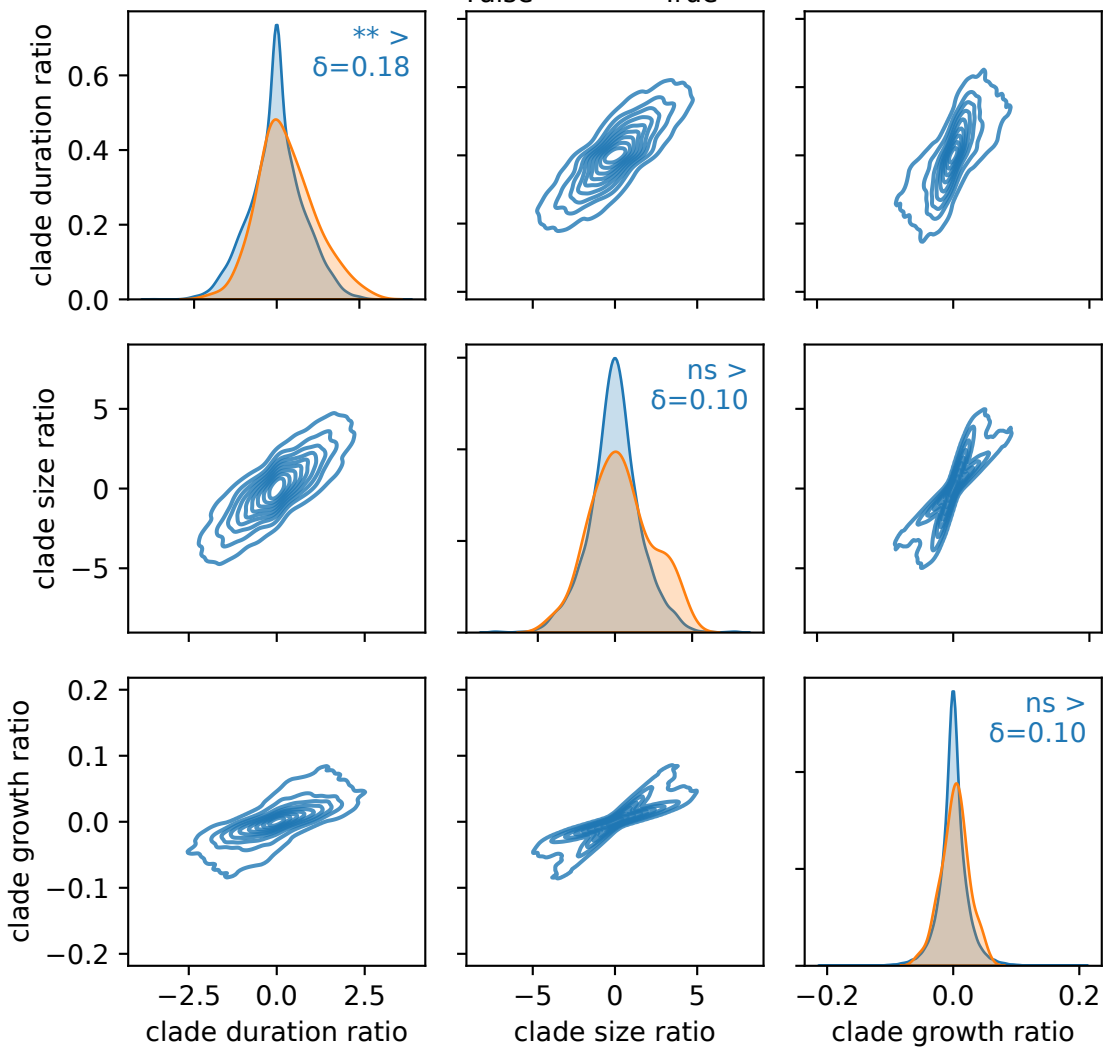 False True
clade duration ratio
0.6
0.4
0.2
0.0
** >
δ=0.18
clade size ratio
5
0
−5
ns >
δ=0.10
clade growth ratio
0.2
0.1
0.0
−0.1
−0.2
ns >
δ=0.10
−2.5 0.0 2.5
−5 0 5
−0.2 0.0 0.2
clade duration ratio
clade size ratio
clade growth ratio